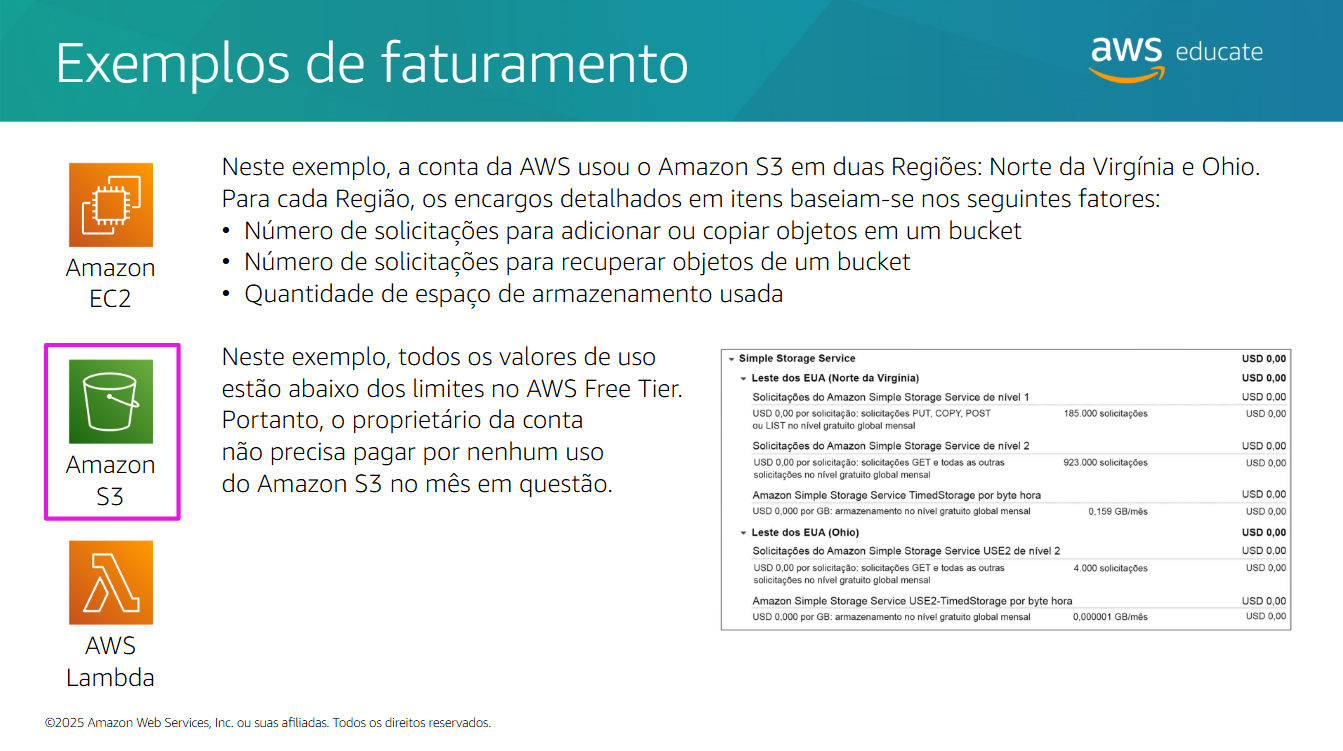 Exemplos de faturamento
aws educate
Amazon
EC2
Neste exemplo, a conta da AWS usou o Amazon S3 em duas Regiões: Norte da Virgínia e Ohio.
Para cada Região, os encargos detalhados em itens baseiam-se nos seguintes fatores:
• Número de solicitações para adicionar ou copiar objetos em um bucket
• Número de solicitações para recuperar objetos de um bucket
• Quantidade de espaço de armazenamento usada
Amazon
S3
Neste exemplo, todos os valores de uso
estão abaixo dos limites no AWS Free Tier.
Portanto, o proprietário da conta
não precisa pagar por nenhum uso
do Amazon S3 no mês em questão.
Simple Storage Service USD 0,00
Leste dos EUA (Norte da Virginia) USD 0,00
Solicitações do Amazon Simple Storage Service de nível 1 USD 0,00
USD 0,00 por solicitação: solicitações PUT, COPY, POST 185.000 solicitações USD 0,00
ou LIST no nível gratuito global mensal
Solicitações do Amazon Simple Storage Service de nível 2 USD 0,00
USD 0,00 por solicitação: solicitações GET e todas as outras 923.000 solicitações USD 0,00
solicitações no nível gratuito global mensal
Amazon Simple Storage Service TimedStorage por byte hora USD 0,00
USD 0,000 por GB: armazenamento no nível gratuito global mensal 0,159 GB/mês USD 0,00
Leste dos EUA (Ohio) USD 0,00
Solicitações do Amazon Simple Storage Service USE2 de nível 2 USD 0,00
USD 0,00 por solicitação: solicitações GET e todas as outras 4.000 solicitações USD 0,00
solicitações no nível gratuito global mensal
Amazon Simple Storage Service USE2-TimedStorage por byte hora USD 0,00
USD 0,000 por GB: armazenamento no nível gratuito global mensal 0,000001 GB/mês USD 0,00
AWS
Lambda
©2025 Amazon Web Services, Inc. ou suas afiliadas. Todos os direitos reservados.